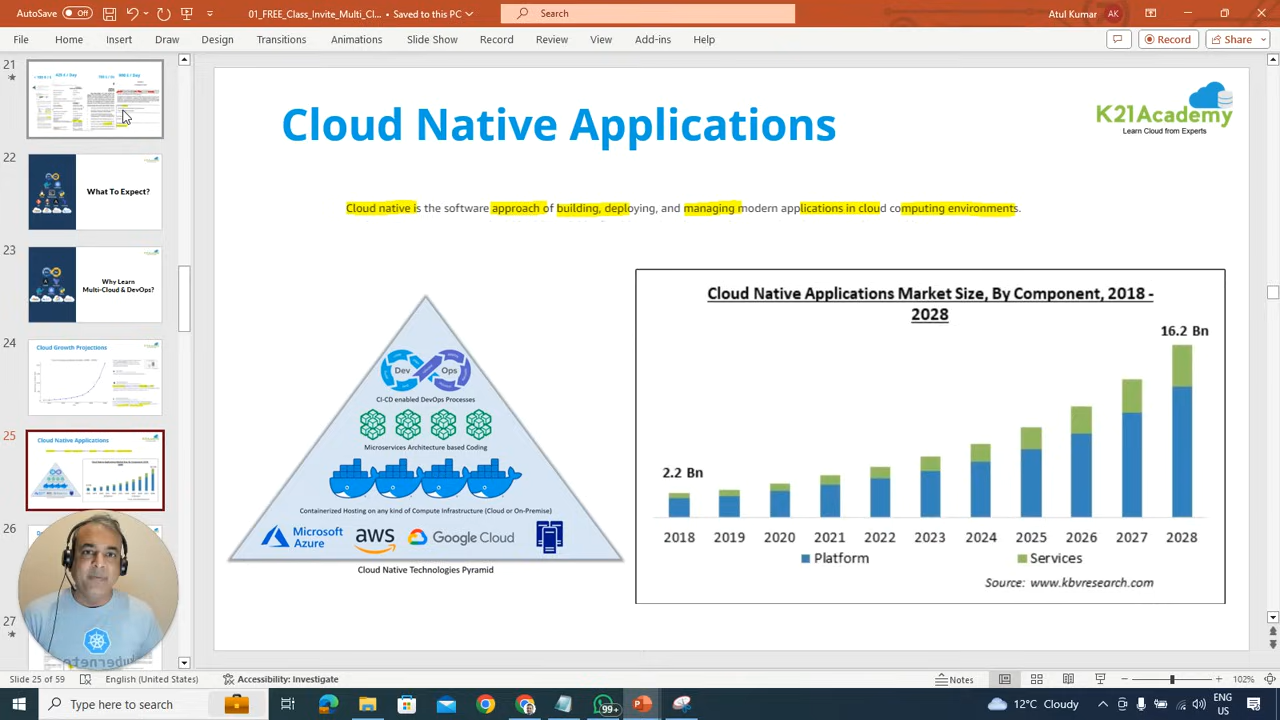 AutoSave Off 01_FREE_Class_Invite_M... • Saved to this PC Search Atul Kumar AK
File Home Insert Draw Design Transitions Animations Slide Show Record Review View Add-ins Help Record Share
21
22
What To Expect?
23
Why Learn
Multi-Cloud & DevOps?
24
Cloud Growth Projections
25
Cloud Native Applications
26
27
Cloud Native Applications
K21Academy
Learn Cloud from Experts
Cloud native is the software approach of building, deploying, and managing modern applications in cloud computing environments.
Dev Ops
CI-CD enabled DevOps Processes
Microservices Architecture based Coding
Containerized Hosting on any kind of Compute Infrastructure (Cloud or On-Premise)
Microsoft
Azure
aws
Google Cloud
Cloud Native Technologies Pyramid
Cloud Native Applications Market Size, By Component, 2018 -
2028
16.2 Bn
2.2 Bn
2018 2019 2020 2021 2022 2023 2024 2025 2026 2027 2028
Platform Services
Source: www.kbvresearch.com
Slide 25 of 59 English (United States) Accessibility: Investigate Notes 102%
Type here to search 99+ 12°C Cloudy ENG
US